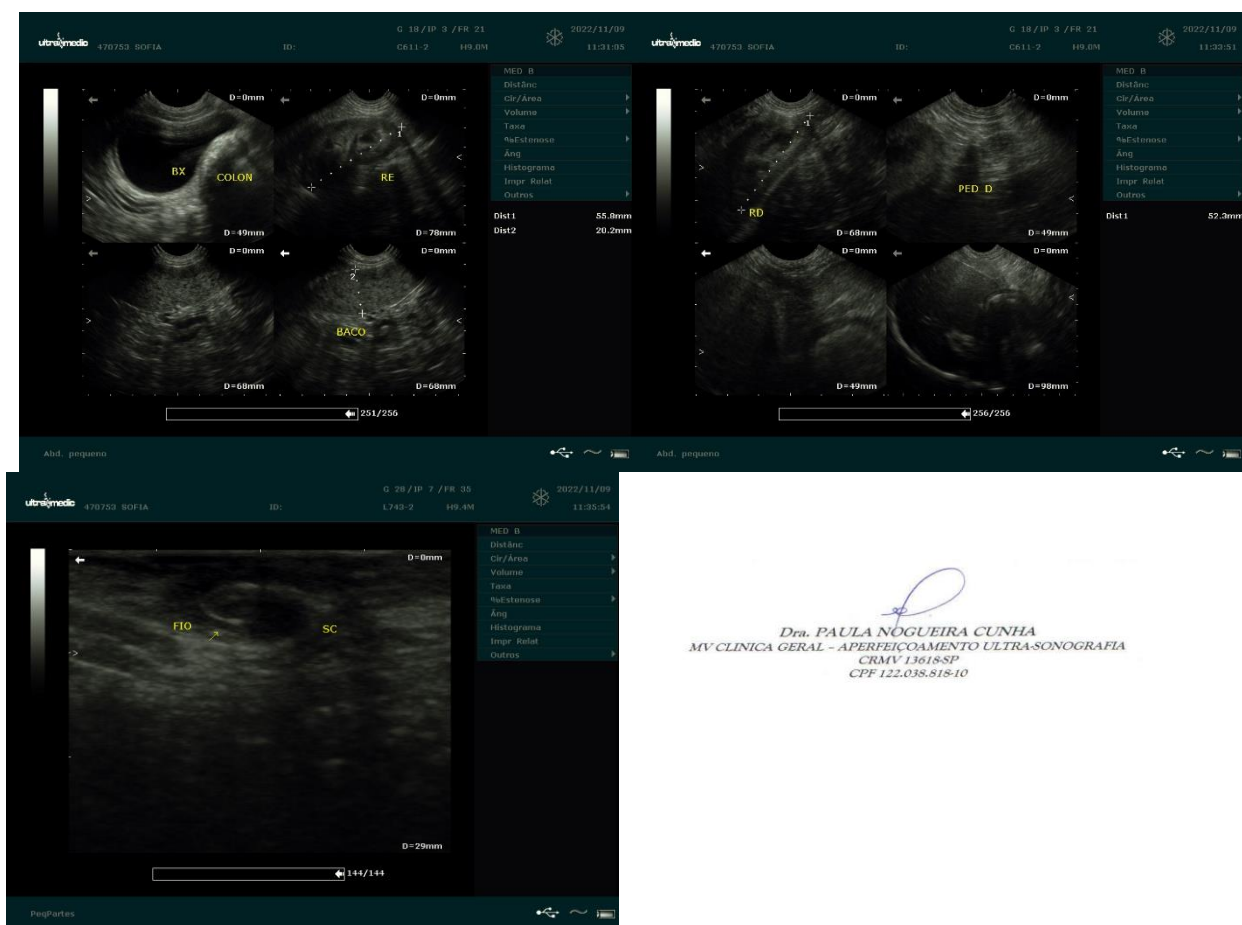 G 18/IP 3 /FR 21
2022/11/09
ultramedic 470753 SOFIA ID: C611-2 H9.0M 11:31:05
MED B
Distânc
Cir/Área
Volume
Taxa
%Estenose
Âng
Histograma
Impr Relat
Outros
Dist1 55.8mm
Dist2 20.2mm
D=0mm
D=0mm
BX
COLON
1
RE
D=49mm
D=78mm
D=0mm
D=0mm
2
BACO
D=68mm
D=68mm
251/256
Abd. pequeno
G 18/IP 3 /FR 21
2022/11/09
ultramedic 470753 SOFIA ID: C611-2 H9.0M 11:33:51
MED B
Distânc
Cir/Área
Volume
Taxa
%Estenose
Âng
Histograma
Impr Relat
Outros
Dist1 52.3mm
D=0mm
D=0mm
1
PED D
RD
D=68mm
D=49mm
D=0mm
D=0mm
D=49mm
D=98mm
256/256
Abd. pequeno
G 28/IP 7 /FR 35
2022/11/09
ultramedic 470753 SOFIA ID: L743-2 H9.4M 11:35:54
MED B
Distânc
Cir/Área
Volume
Taxa
%Estenose
Âng
Histograma
Impr Relat
Outros
D=0mm
FIO
SC
D=29mm
144/144
PeqPartes
Dra. PAULA NOGUEIRA CUNHA
MV CLINICA GERAL - APERFEIÇOAMENTO ULTRA-SONOGRAFIA
CRMV 13618-SP
CPF 122.038.818-10